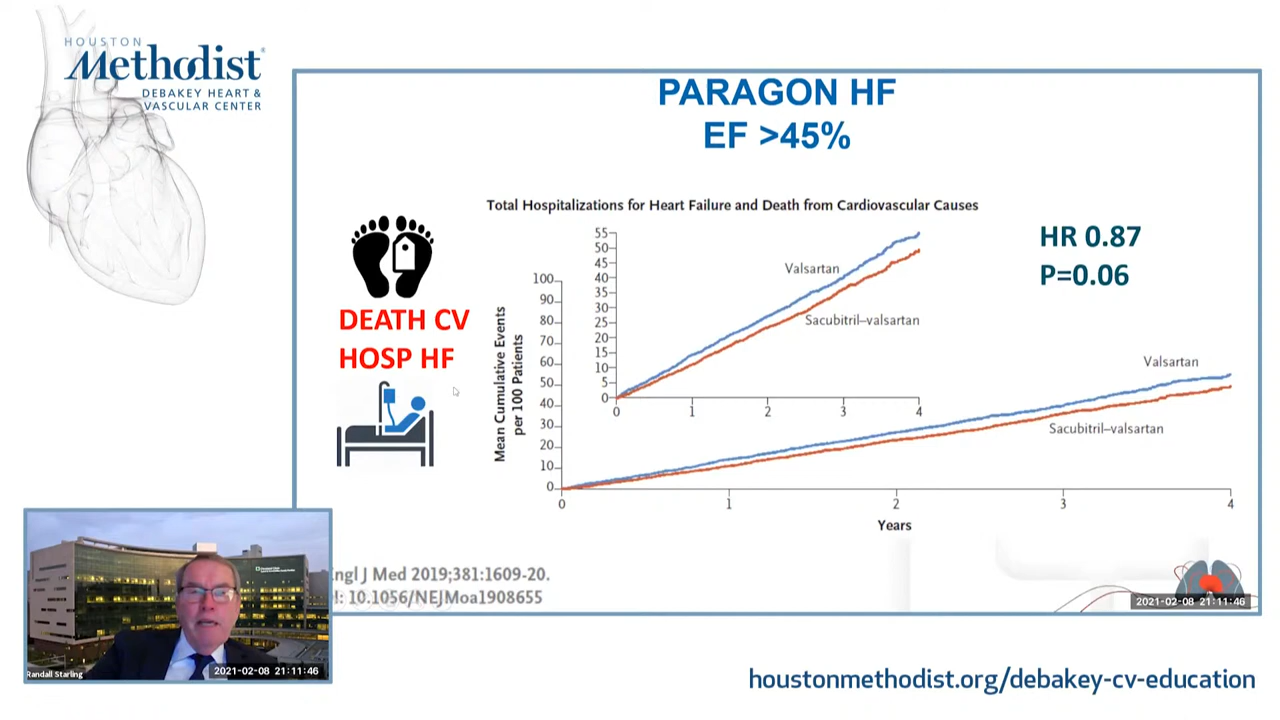 HOUSTON
Methodist
DEBAKEY HEART &
VASCULAR CENTER
PARAGON HF
EF >45%
Total Hospitalizations for Heart Failure and Death from Cardiovascular Causes
HR 0.87
P=0.06
DEATH CV
HOSP HF
Mean Cumulative Events
per 100 Patients
100
90
80
70
60
50
40
30
20
10
0
55
50
45
40
35
30
25
20
15
10
5
0
Valsartan
Sacubitril–valsartan
0 1 2 3 4
Valsartan
Sacubitril–valsartan
0 1 2 3 4
Years
Engl J Med 2019;381:1609-20.
: 10.1056/NEJMoa1908655
2021-02-08 21:11:46
Randall Starling
2021-02-08 21:11:46
houstonmethodist.org/debakey-cv-education